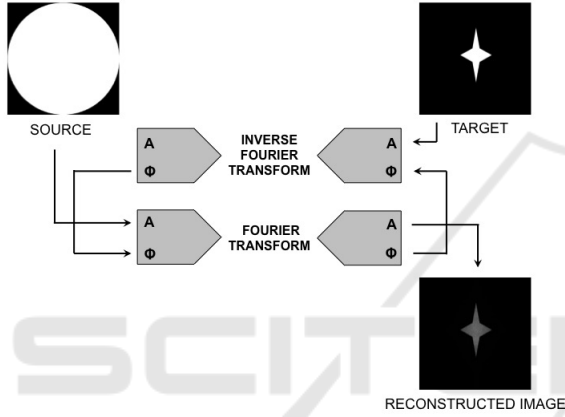 SOURCE
TARGET
A
INVERSE
FOURIER
TRANSFORM
A
Φ
Φ
A
FOURIER
TRANSFORM
A
Φ
Φ
RECONSTRUCTED IMAGE